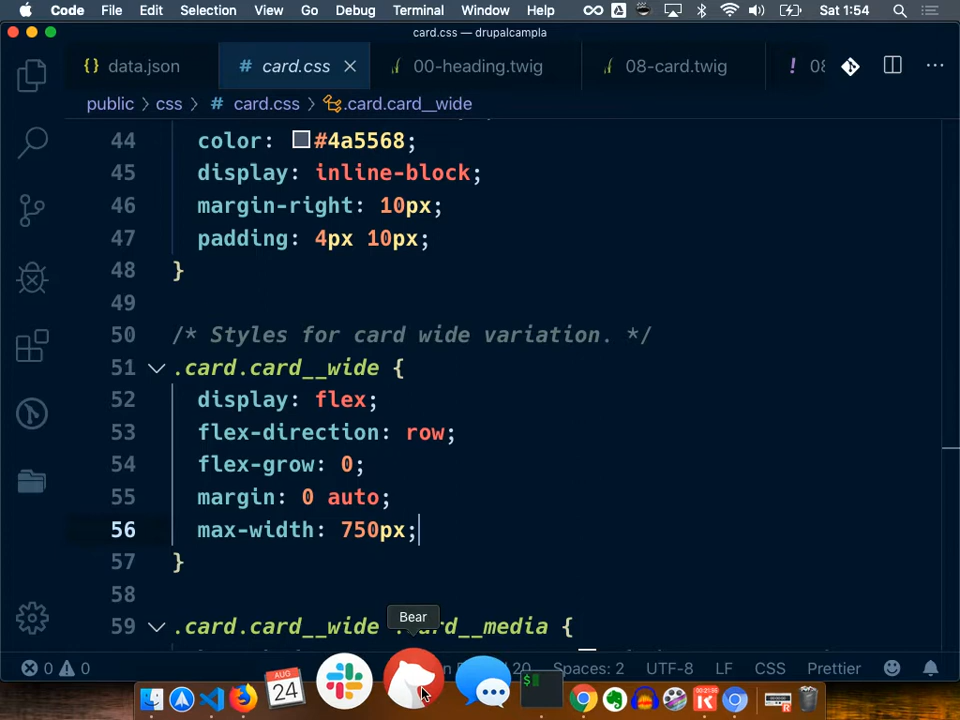 Code File Edit Selection View Go Debug Terminal Window Help Sat 1:54
card.css — drupalcampla
{} data.json # card.css 00-heading.twig 08-card.twig ! 08
public > css > # card.css > .card.card__wide
44 color: #4a5568;
45 display: inline-block;
46 margin-right: 10px;
47 padding: 4px 10px;
48 }
49
50 /* Styles for card wide variation. */
51 .card.card__wide {
52 display: flex;
53 flex-direction: row;
54 flex-grow: 0;
55 margin: 0 auto;
56 max-width: 750px;
57 }
58
Bear
59 .card.card__wide .card__media {
0 0 20 Spaces: 2 UTF-8 LF CSS Prettier
AUG
24
$